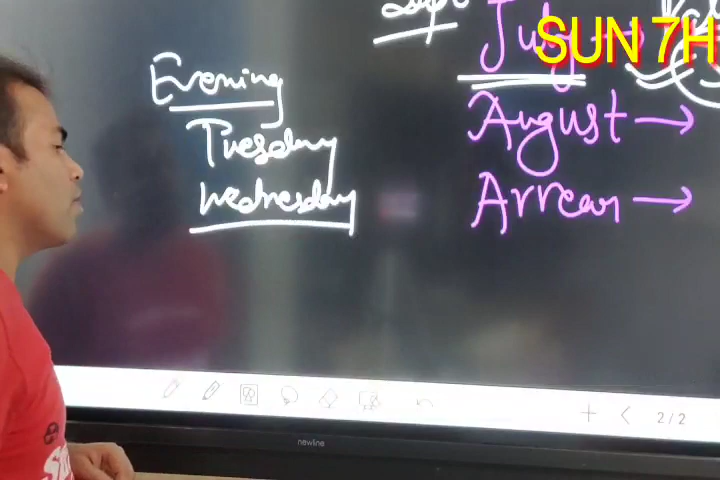 SUN 7H
July →
Evening
Tuesday
Wednesday
August →
Arrear →
2/2
newline